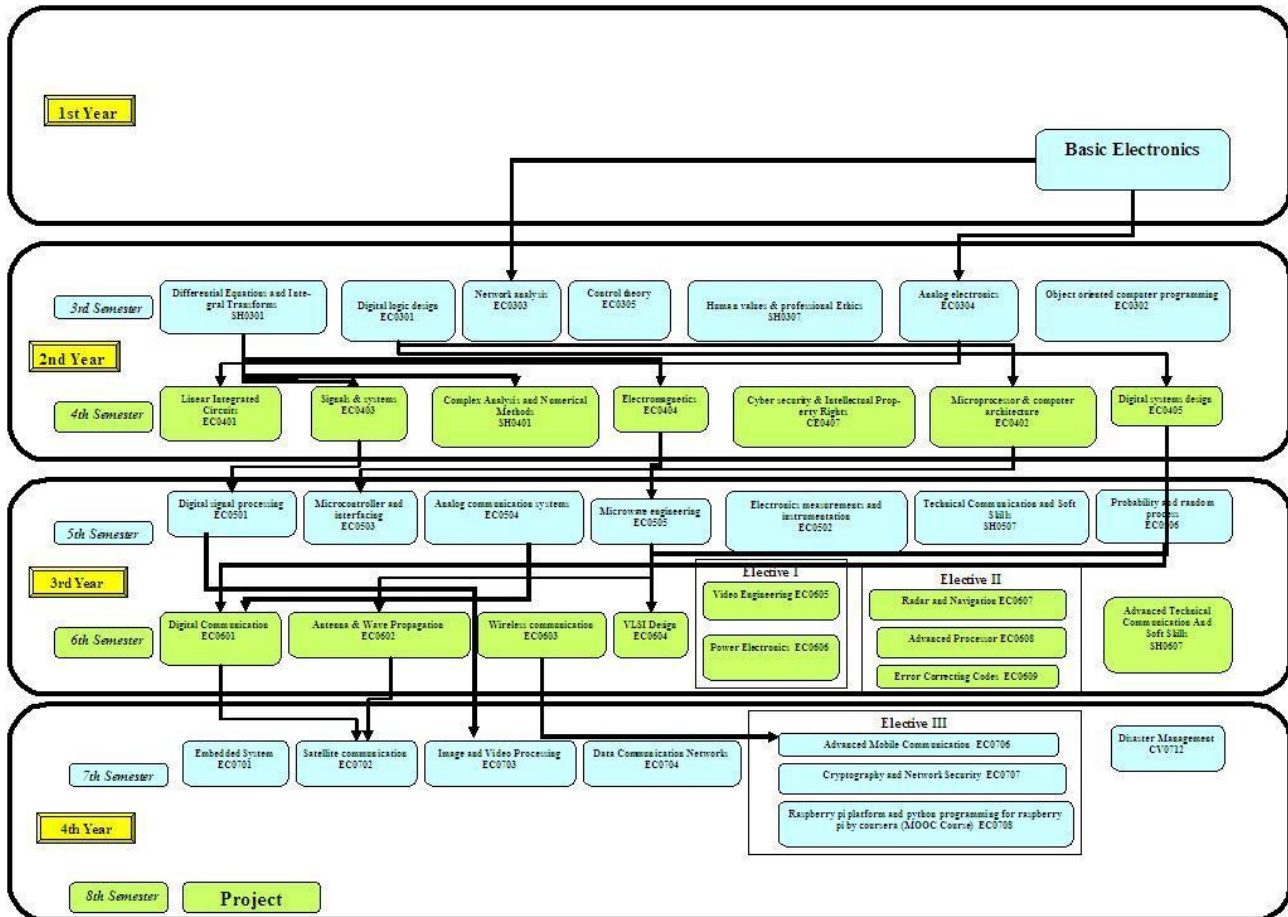 1st Year
Basic Electronics
3rd Semester
Differential Equations and Inte-
gral Transforms
SH0301
Digital logic design
EC0301
Network analysis
EC0303
Control theory
EC0305
Human values & professional Ethics
SH0307
Analog electronics
EC0304
Object oriented computer programming
EC0302
2nd Year
4th Semester
Linear Integrated
Circuits
EC0401
Signals & systems
EC0403
Complex Analysis and Numerical
Methods
SH0401
Electromagnetics
EC0404
Cyber security & Intellectual Prop-
erty Rights
CE0407
Microprocessor & computer
architecture
EC0402
Digital systems design
EC0405
5th Semester
Digital signal processing
EC0501
Microcontroller and
interfacing
EC0503
Analog communication systems
EC0504
Microwave engineering
EC0505
Electronics measurements and
instrumentation
EC0502
Technical Communication and Soft
Skills
SH0507
Probability and random
process
EC0506
3rd Year
6th Semester
Digital Communication
EC0601
Antenna & Wave Propagation
EC0602
Wireless communication
EC0603
VLSI Design
EC0604
Elective I
Video Engineering EC0605
Power Electronics EC0606
Elective II
Radar and Navigation EC0607
Advanced Processor EC0608
Error Correcting Codes EC0609
Advanced Technical
Communication And
Soft Skills
SH0607
7th Semester
Embedded System
EC0701
Satellite communication
EC0702
Image and Video Processing
EC0703
Data Communication Networks
EC0704
Elective III
Advanced Mobile Communication EC0706
Cryptography and Network Security EC0707
Raspberry pi platform and python programming for raspberry
pi by coursera (MOOC Course) EC0708
Disaster Management
CV0712
4th Year
8th Semester
Project